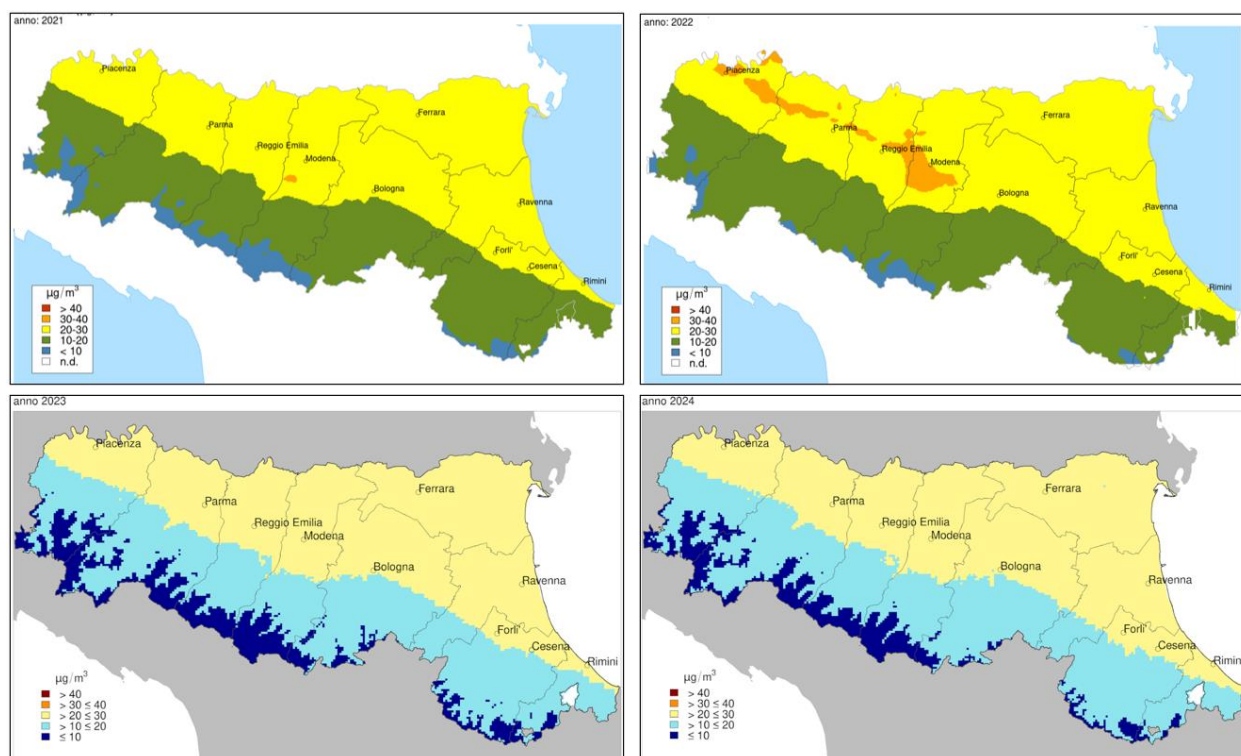 anno: 2021
Piacenza
Parma
Reggio Emilia
Modena
Ferrara
Bologna
Ravenna
Forli'
Cesena
Rimini
µg/m³
> 40
30-40
20-30
10-20
< 10
n.d.
anno: 2022
Piacenza
Parma
Reggio Emilia
Modena
Ferrara
Bologna
Ravenna
Forli'
Cesena
Rimini
µg/m³
> 40
30-40
20-30
10-20
< 10
n.d.
anno 2023
Piacenza
Parma
Reggio Emilia
Modena
Ferrara
Bologna
Ravenna
Forli'
Cesena
Rimini
µg/m³
> 40
> 30 ≤ 40
> 20 ≤ 30
> 10 ≤ 20
≤ 10
anno 2024
Piacenza
Parma
Reggio Emilia
Modena
Ferrara
Bologna
Ravenna
Forli'
Cesena
Rimini
µg/m³
> 40
> 30 ≤ 40
> 20 ≤ 30
> 10 ≤ 20
≤ 10